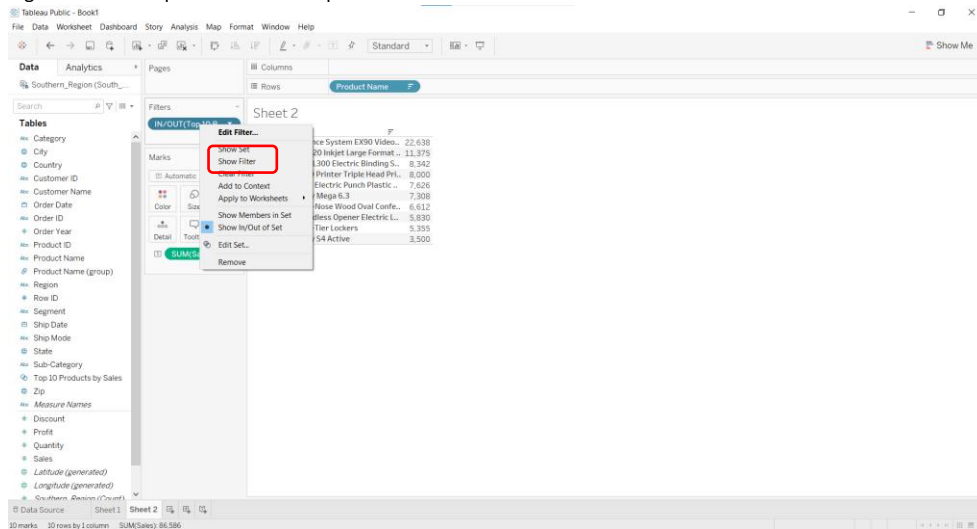 Tableau Public - Book1
File Data Worksheet Dashboard Story Analysis Map Format Window Help
Standard
Show Me
Data Analytics
Pages
Columns
Southern_Region (South_...
Rows
Product Name
Search
Filters
Sheet 2
Tables
IN/OUT(Top 10 P..
Category
City
Country
Customer ID
Customer Name
Order Date
Order ID
Order Year
Product ID
Product Name
Product Name (group)
Region
Row ID
Segment
Ship Date
Ship Mode
State
Sub-Category
Top 10 Products by Sales
Zip
Measure Names
Discount
Profit
Quantity
Sales
Latitude (generated)
Longitude (generated)
Southern_Region (Count)
Marks
Automatic
Color
Detail
SUM(S
Edit Filter...
Show Set
Show Filter
Clear Filter
Add to Context
Apply to Worksheets
Show Members in Set
Show In/Out of Set
Edit Set...
Remove
nce System EX90 Video.. 22,638
20 Inkjet Large Format .. 11,375
1300 Electric Binding S.. 8,342
Printer Triple Head Pri.. 8,000
Electric Punch Plastic .. 7,626
Mega 6.3 7,308
-Nose Wood Oval Confe.. 6,612
dless Opener Electric L... 5,830
-Tier Lockers 5,355
S4 Active 3,500
Data Source Sheet1 Sheet 2
10 marks 10 rows by 1 column SUM(Sales): 86,586